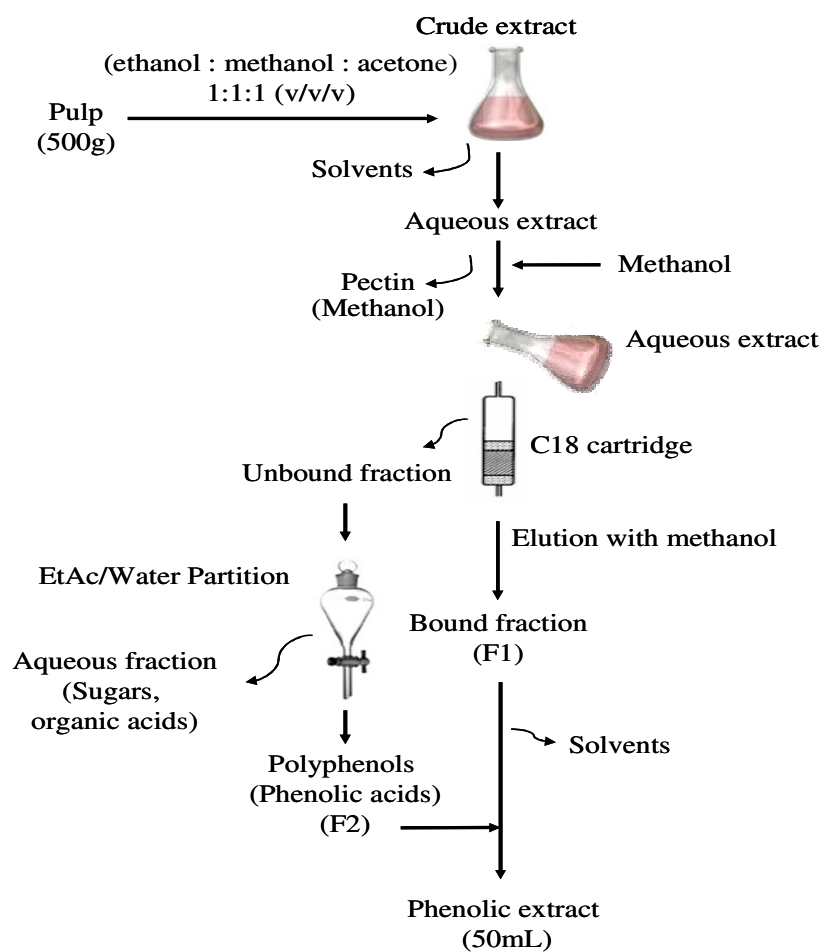 Crude extract
(ethanol : methanol : acetone)
1:1:1 (v/v/v)
Pulp
(500g)
Solvents
Aqueous extract
Methanol
Pectin
(Methanol)
Aqueous extract
C18 cartridge
Unbound fraction
Elution with methanol
EtAc/Water Partition
Bound fraction
(F1)
Aqueous fraction
(Sugars,
organic acids)
Solvents
Polyphenols
(Phenolic acids)
(F2)
Phenolic extract
(50mL)